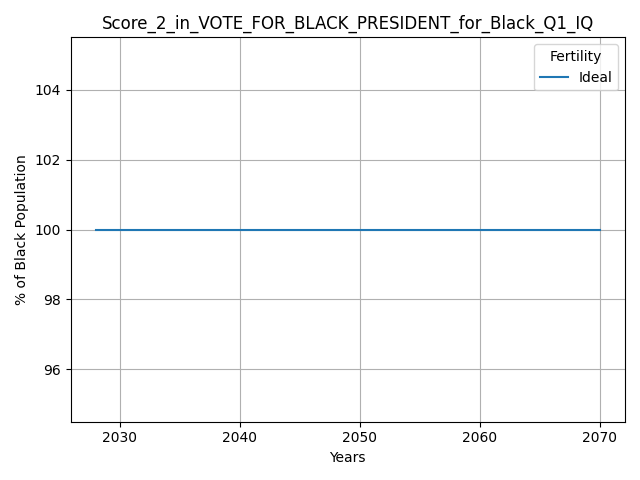 Score_2_in_VOTE_FOR_BLACK_PRESIDENT_for_Black_Q1_IQ
Fertility
Ideal
104
102
100
98
96
% of Black Population
2030 2040 2050 2060 2070
Years